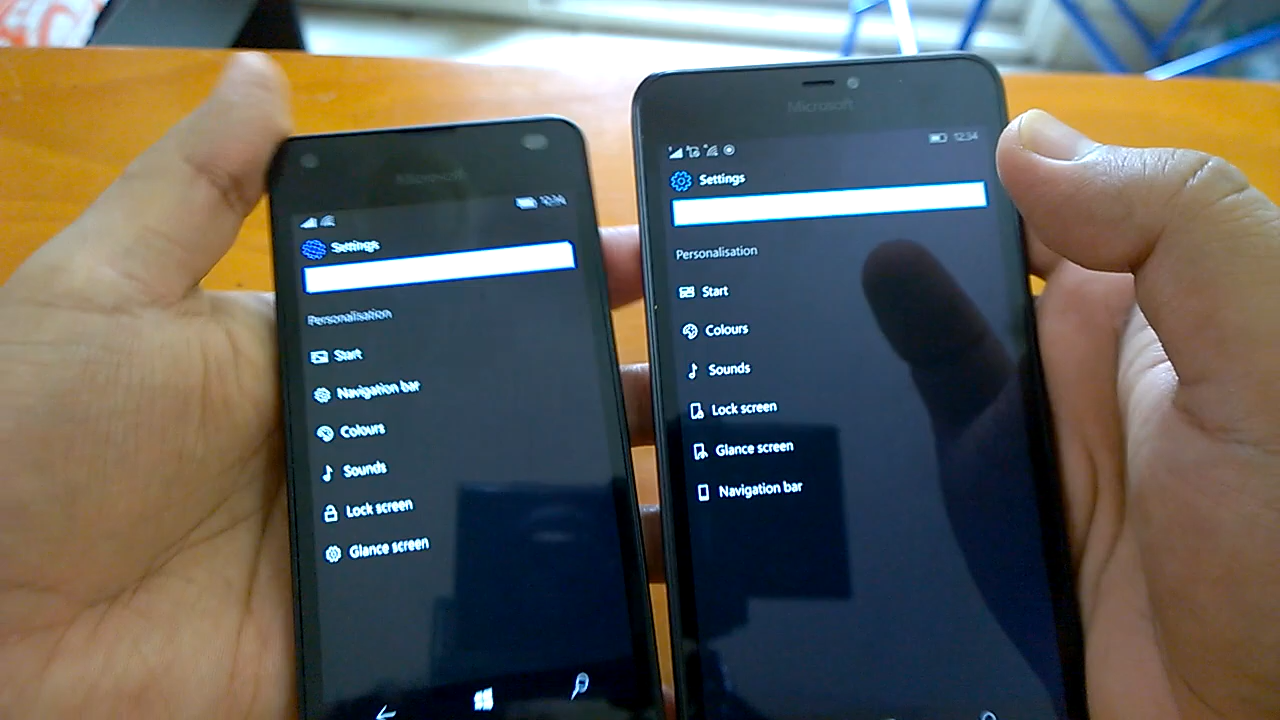 Microsoft
Settings
Personalisation
Start
Navigation bar
Colours
Sounds
Lock screen
Glance screen
Microsoft
12:34
Settings
Personalisation
Start
Colours
Sounds
Lock screen
Glance screen
Navigation bar